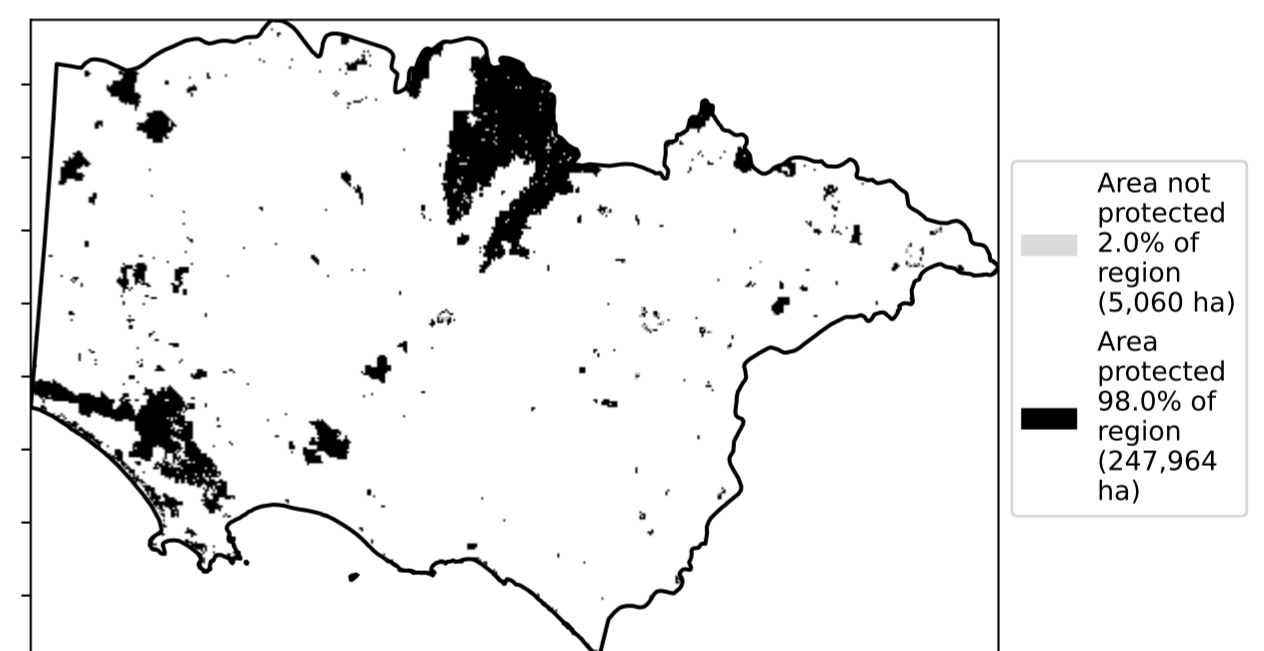 Area not
protected
2.0% of
region
(5,060 ha)
Area
protected
98.0% of
region
(247,964
ha)